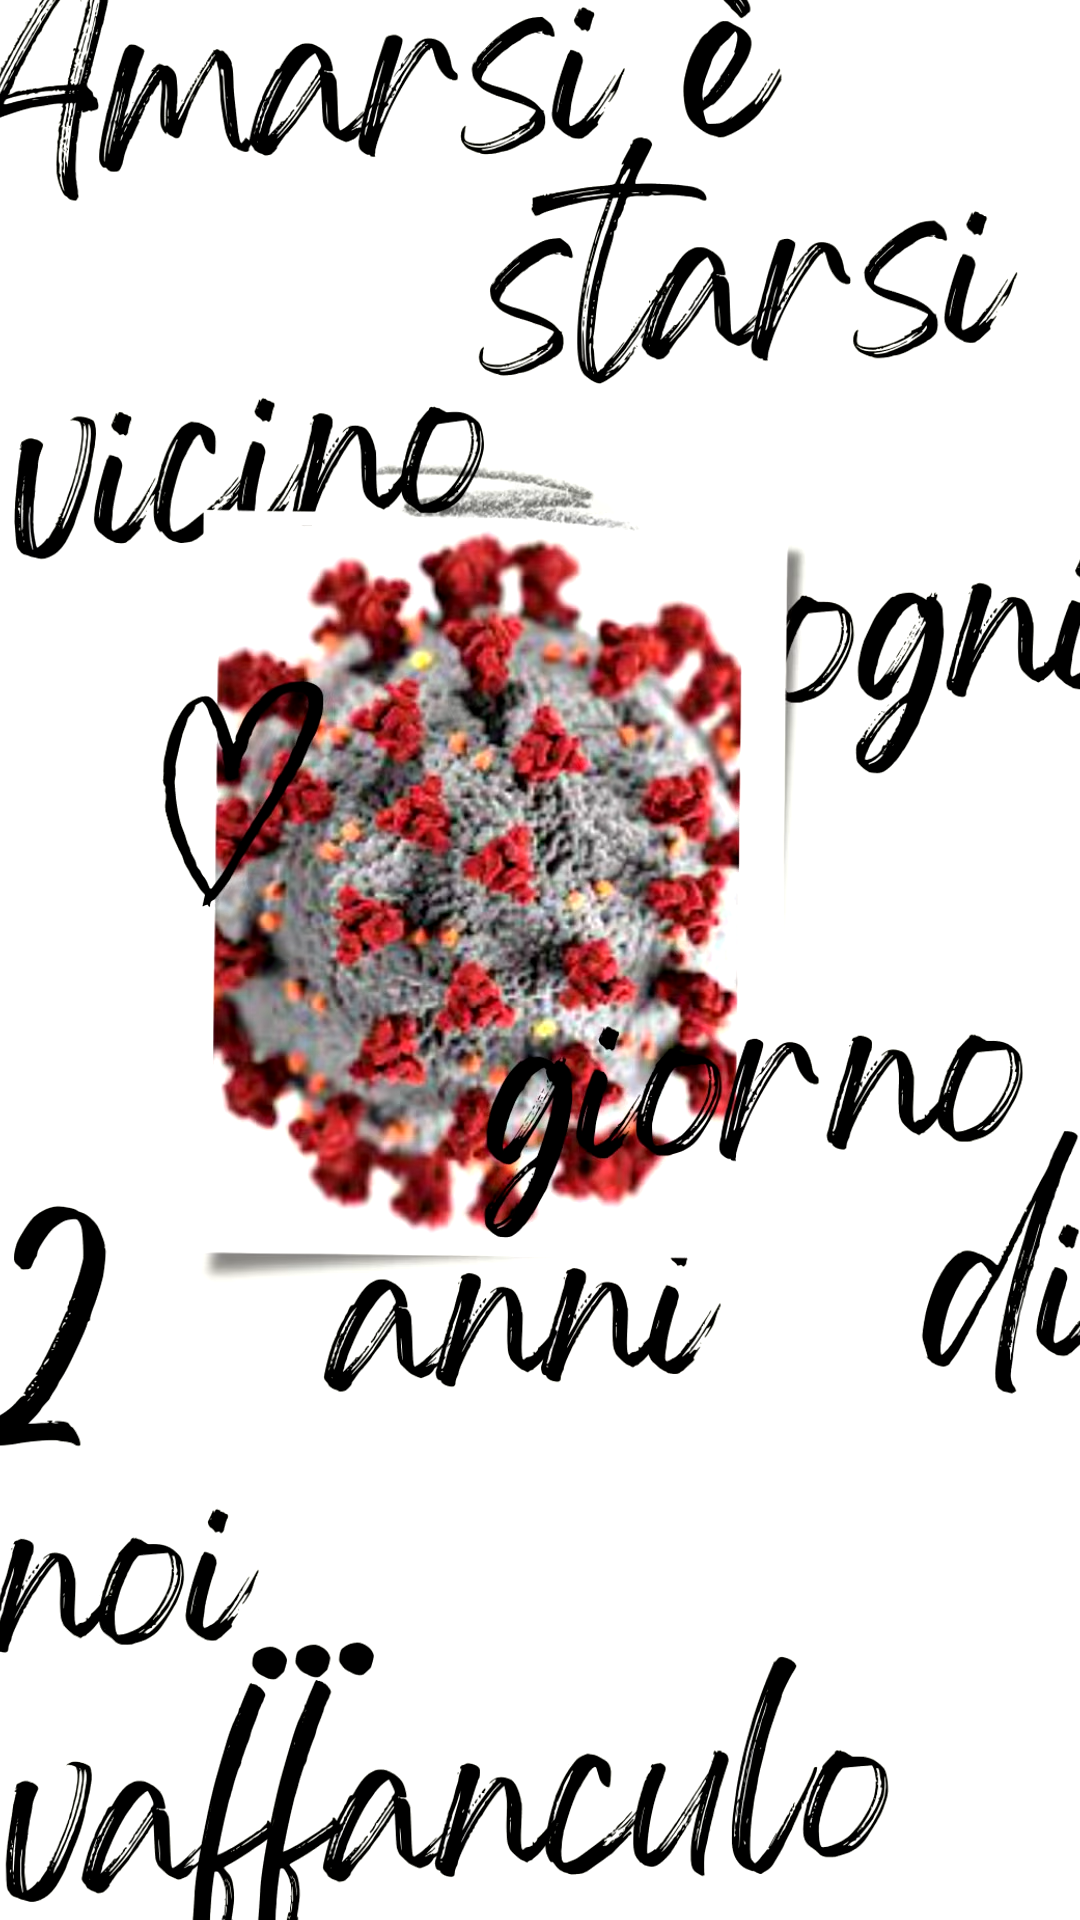 Amarsi è
starsi
vicino
ogni
giorno
2 anni di
noi...
vaffanculo